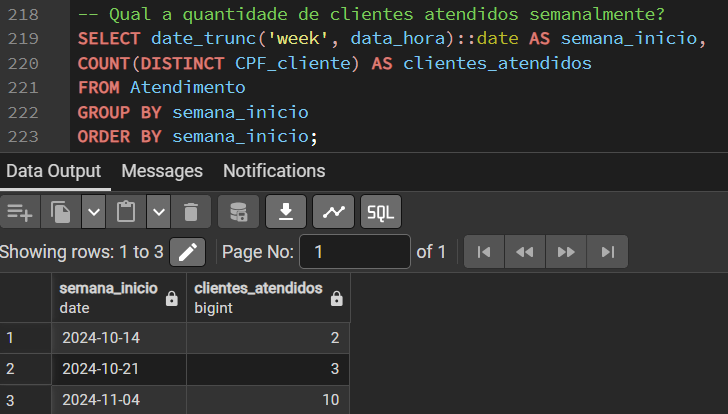 218 -- Qual a quantidade de clientes atendidos semanalmente?
219 SELECT date_trunc('week', data_hora)::date AS semana_inicio,
220 COUNT(DISTINCT CPF_cliente) AS clientes_atendidos
221 FROM Atendimento
222 GROUP BY semana_inicio
223 ORDER BY semana_inicio;
Data Output Messages Notifications
SQL
Showing rows: 1 to 3 Page No: 1 of 1
semana_inicio clientes_atendidos
date bigint
1 2024-10-14 2
2 2024-10-21 3
3 2024-11-04 10